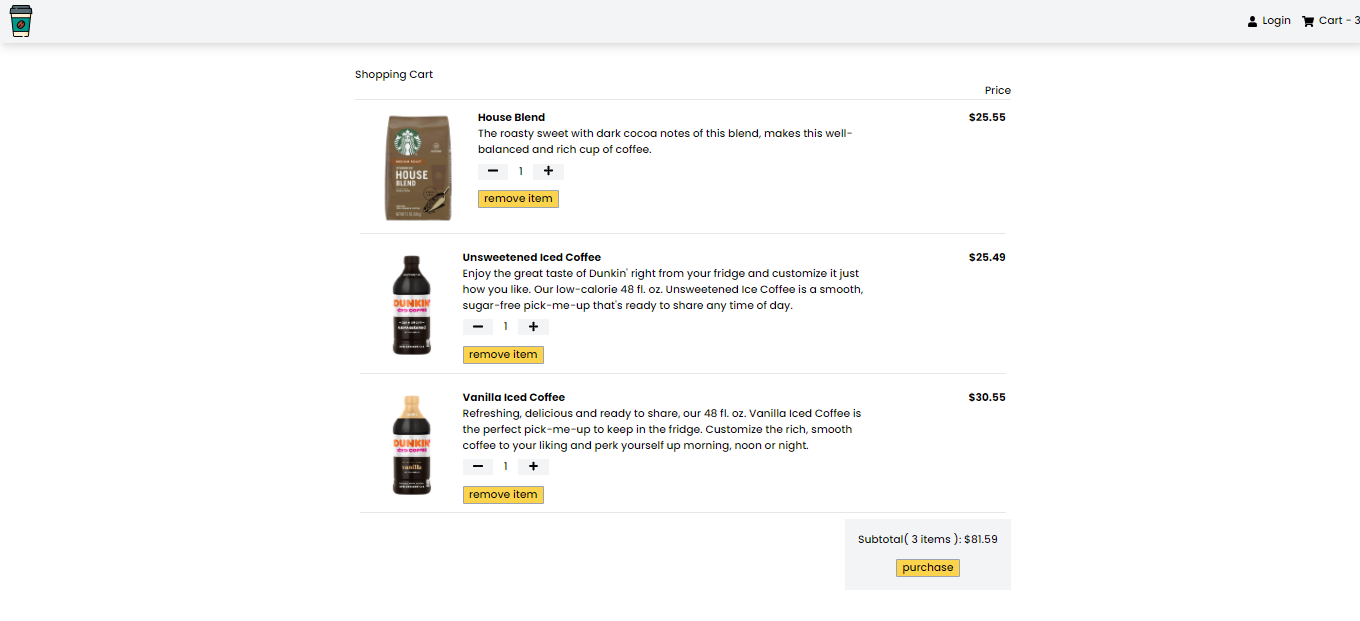 Login Cart - 3
Shopping Cart
Price
House Blend
$25.55
The roasty sweet with dark cocoa notes of this blend, makes this well-
balanced and rich cup of coffee.
1
remove item
HOUSE
BLEND
Unsweetened Iced Coffee
$25.49
Enjoy the great taste of Dunkin' right from your fridge and customize it just
how you like. Our low-calorie 48 fl. oz. Unsweetened Ice Coffee is a smooth,
sugar-free pick-me-up that's ready to share any time of day.
1
remove item
DUNKIN'
ICED COFFEE
Vanilla Iced Coffee
$30.55
Refreshing, delicious and ready to share, our 48 fl. oz. Vanilla Iced Coffee is
the perfect pick-me-up to keep in the fridge. Customize the rich, smooth
coffee to your liking and perk yourself up morning, noon or night.
1
remove item
DUNKIN'
ICED COFFEE
vanilla
Subtotal( 3 items ): $81.59
purchase